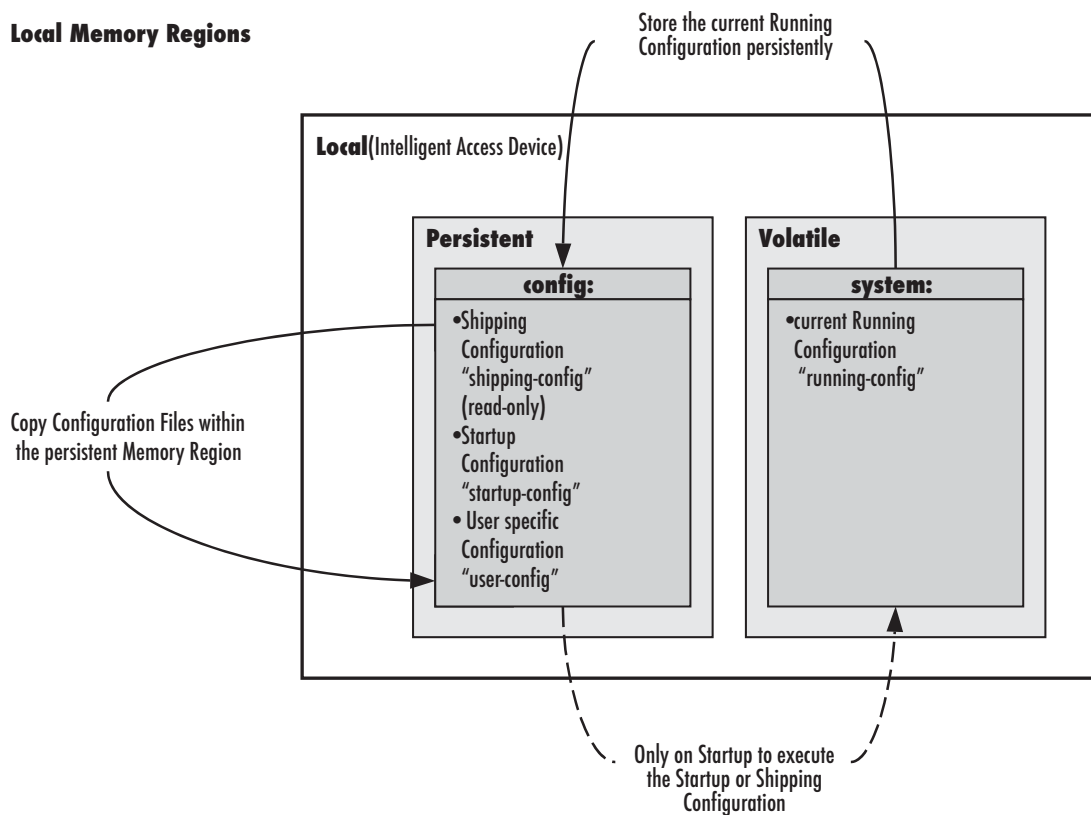 Local Memory Regions
Store the current Running
Configuration persistently
Local(Intelligent Access Device)
Persistent
config:
•Shipping
Configuration
“shipping-config”
(read-only)
•Startup
Configuration
“startup-config”
• User specific
Configuration
“user-config”
Volatile
system:
•current Running
Configuration
“running-config”
Copy Configuration Files within
the persistent Memory Region
Only on Startup to execute
the Startup or Shipping
Configuration